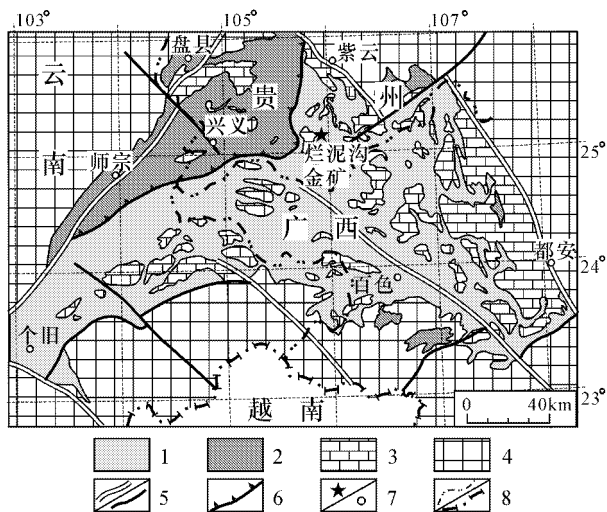 103° 105° 107°
盘县 紫云
云 贵 州
兴义
烂泥沟
25°
南 师宗 金矿 25°
广 西
都安
24° 百色 24°
个旧
23°
越 南 0 40km
1 2 3 4
5 6 7 8